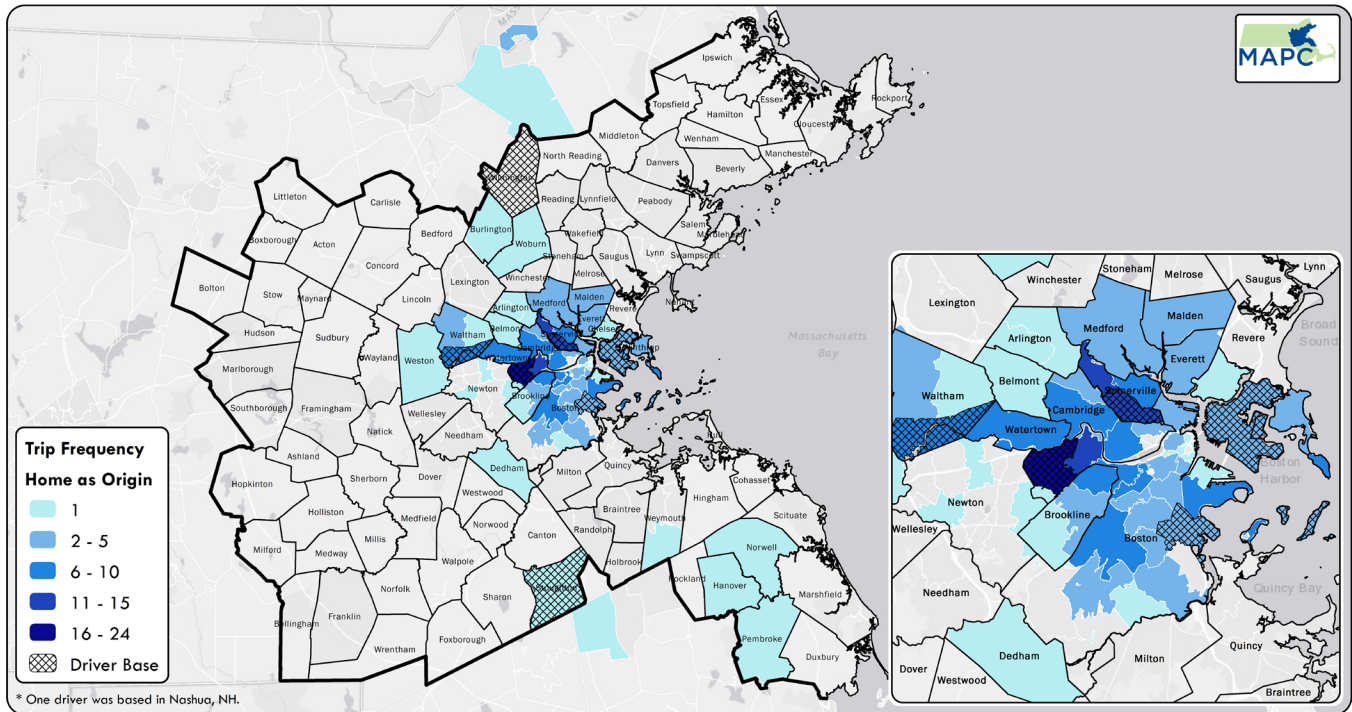 MAPC
Ipswich
Rockport
Essex
Topsfield
Hamilton
Gloucester
Middleton
Wenham
Manchester
North Reading
Danvers
Beverly
Wilmington
Littleton
Carlisle
Reading
Lynnfield
Peabody
Salem
Marblehead
Bedford
Burlington
Woburn
Wakefield
Boxborough
Acton
Concord
Stoneham
Saugus
Lynn
Swampscott
Lexington
Winchester
Melrose
Bolton
Stow
Maynard
Lincoln
Nahant
Arlington
Medford
Malden
Revere
Everett
Chelsea
Hudson
Sudbury
Waltham
Belmont
Somerville
Cambridge
Winthrop
Massachusetts
Bay
Wayland
Weston
Watertown
Marlborough
Newton
Brookline
Boston
Southborough
Framingham
Wellesley
Natick
Needham
Hull
Ashland
Dedham
Milton
Quincy
Cohasset
Hopkinton
Sherborn
Dover
Westwood
Braintree
Weymouth
Hingham
Scituate
Holliston
Medfield
Norwood
Canton
Randolph
Milford
Medway
Millis
Walpole
Holbrook
Norwell
Norfolk
Sharon
Stoughton
Rockland
Hanover
Marshfield
Bellingham
Franklin
Foxborough
Wrentham
Pembroke
Duxbury
Trip Frequency
Home as Origin
1
2 - 5
6 - 10
11 - 15
16 - 24
Driver Base
* One driver was based in Nashua, NH.
Stoneham
Melrose
Lynn
Winchester
Saugus
Lexington
Malden
Broad
Sound
Medford
Revere
Arlington
Everett
Belmont
Waltham
Somerville
Cambridge
Watertown
Boston
Harbor
Newton
Brookline
Wellesley
Boston
Quincy Bay
Needham
Quincy
Dedham
Milton
Dover
Westwood
Braintree